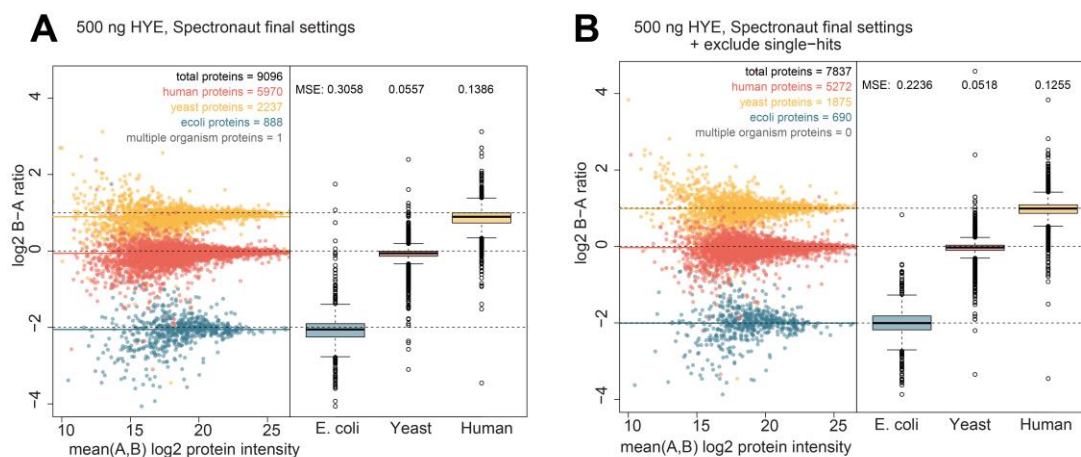 A
500 ng HYE, Spectronaut final settings
total proteins = 9096
human proteins = 5970
yeast proteins = 2237
ecoli proteins = 888
multiple organism proteins = 1
MSE: 0.3058 0.0557 0.1386
log2 B−A ratio
4
2
0
−2
−4
10 15 20 25
mean(A,B) log2 protein intensity
E. coli Yeast Human
B
500 ng HYE, Spectronaut final settings
+ exclude single−hits
total proteins = 7837
human proteins = 5272
yeast proteins = 1875
ecoli proteins = 690
multiple organism proteins = 0
MSE: 0.2236 0.0518 0.1255
log2 B−A ratio
4
2
0
−2
−4
10 15 20 25
mean(A,B) log2 protein intensity
E. coli Yeast Human